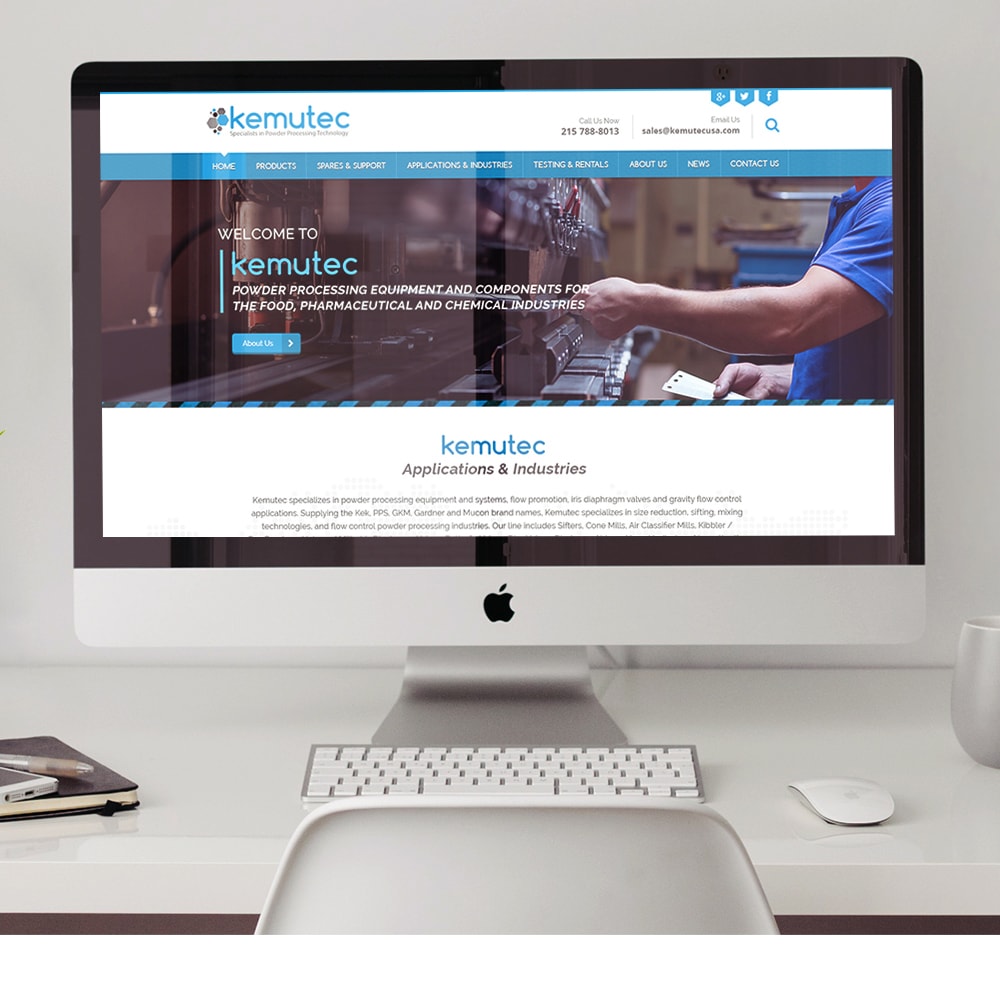 kemutec
Specialists in Powder Processing Technology
Call Us Now
215 788-8013
Email Us
sales@kemutecusa.com
HOME PRODUCTS SPARES & SUPPORT APPLICATIONS & INDUSTRIES TESTING & RENTALS ABOUT US NEWS CONTACT US
WELCOME TO
kemutec
POWDER PROCESSING EQUIPMENT AND COMPONENTS FOR
THE FOOD, PHARMACEUTICAL AND CHEMICAL INDUSTRIES
About Us
kemutec
Applications & Industries
Kemutec specializes in powder processing equipment and systems, flow promotion, iris diaphragm valves and gravity flow control
applications. Supplying the Kek, PPS, GKM, Gardner and Mucon brand names, Kemutec specializes in size reduction, sifting, mixing
technologies, and flow control powder processing industries. Our line includes Sifters, Cone Mills, Air Classifier Mills, Kibbler /